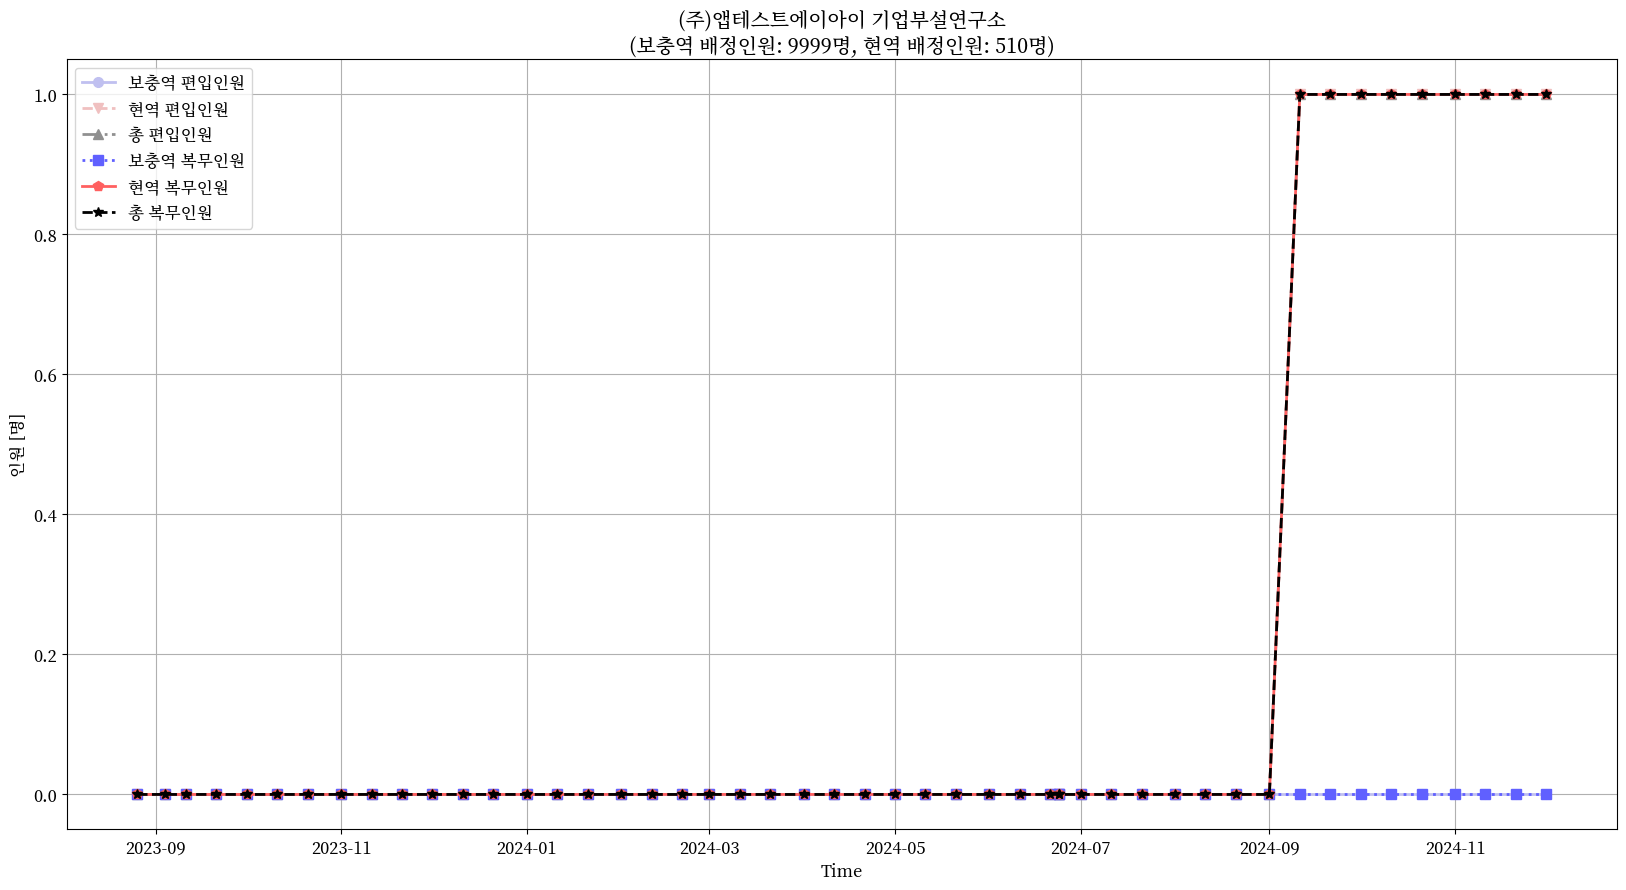 (주)앱테스트에이아이 기업부설연구소
(보충역 배정인원: 9999명, 현역 배정인원: 510명)
보충역 편입인원
현역 편입인원
총 편입인원
보충역 복무인원
현역 복무인원
총 복무인원
1.0
0.8
0.6
0.4
0.2
0.0
인원 [명]
2023-09
2023-11
2024-01
2024-03
2024-05
2024-07
2024-09
2024-11
Time